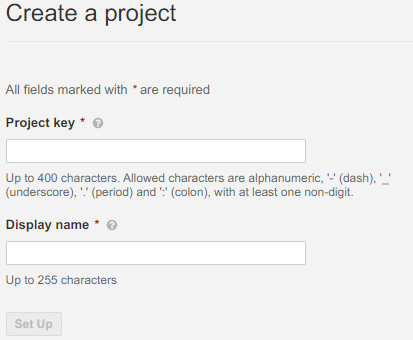 Create a project
All fields marked with * are required
Project key *
Up to 400 characters. Allowed characters are alphanumeric, '-' (dash), '_'
(underscore), '.' (period) and ':' (colon), with at least one non-digit.
Display name *
Up to 255 characters
Set Up